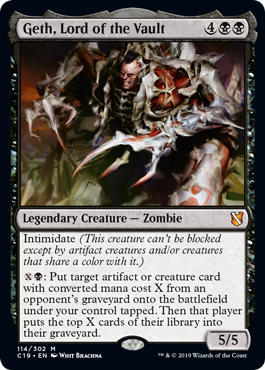 Geth, Lord of the Vault 4
Legendary Creature — Zombie
Intimidate (This creature can't be blocked
except by artifact creatures and/or creatures
that share a color with it.)
X: Put target artifact or creature card
with converted mana cost X from an
opponent's graveyard onto the battlefield
under your control tapped. Then that player
puts the top X cards of their library into
their graveyard.
5/5
114/302 M
C19 • EN Whit Brachna
™ & © 2019 Wizards of the Coast